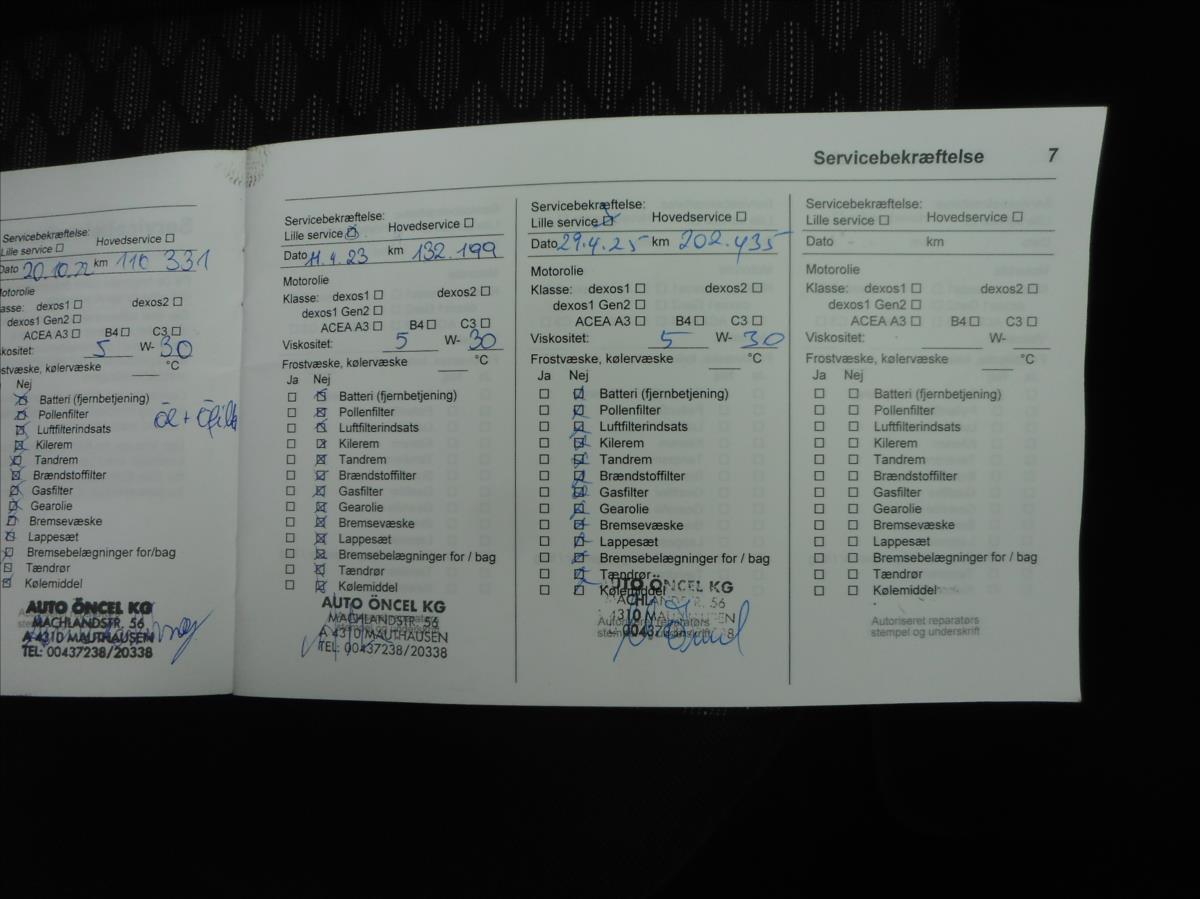 Servicebekræftelse 7
Servicebekræftelse:
Lille service Hovedservice
Dato 20.10.22 km 110 331
Motorolie
Klasse: dexos1 dexos2
dexos1 Gen2
ACEA A3 B4 C3
Viskositet: 5 W- 30
Frostvæske, kølervæske °C
Nej
Batteri (fjernbetjening)
Pollenfilter
Luftfilterindsats
Kilerem
Tandrem
Brændstoffilter
Gasfilter
Gearolie
Bremsevæske
Lappesæt
Bremsebelægninger for/bag
Tændrør
Kølemiddel
AUTO ÖNCEL KG
MACHLANDSTR. 56
A 4310 MAUTHAUSEN
TEL: 00437238/20338
Servicebekræftelse:
Lille service Hovedservice
Dato 11.4.23 km 132.199
Motorolie
Klasse: dexos1 dexos2
dexos1 Gen2
ACEA A3 B4 C3
Viskositet: 5 W- 30
Frostvæske, kølervæske °C
Ja Nej
Batteri (fjernbetjening)
Pollenfilter
Luftfilterindsats
Kilerem
Tandrem
Brændstoffilter
Gasfilter
Gearolie
Bremsevæske
Lappesæt
Bremsebelægninger for / bag
Tændrør
Kølemiddel
AUTO ÖNCEL KG
MACHLANDSTR. 56
A 4310 MAUTHAUSEN
TEL: 00437238/20338
Servicebekræftelse:
Lille service Hovedservice
Dato 29.4.25 km 202.435
Motorolie
Klasse: dexos1 dexos2
dexos1 Gen2
ACEA A3 B4 C3
Viskositet: 5 W- 30
Frostvæske, kølervæske °C
Ja Nej
Batteri (fjernbetjening)
Pollenfilter
Luftfilterindsats
Kilerem
Tandrem
Brændstoffilter
Gasfilter
Gearolie
Bremsevæske
Lappesæt
Bremsebelægninger for / bag
Tændrør
Kølemiddel
AUTO ÖNCEL KG
MACHLANDSTR. 56
A 4310 MAUTHAUSEN
Servicebekræftelse:
Lille service Hovedservice
Dato km
Motorolie
Klasse: dexos1 dexos2
dexos1 Gen2
ACEA A3 B4 C3
Viskositet: W-
Frostvæske, kølervæske °C
Ja Nej
Batteri (fjernbetjening)
Pollenfilter
Luftfilterindsats
Kilerem
Tandrem
Brændstoffilter
Gasfilter
Gearolie
Bremsevæske
Lappesæt
Bremsebelægninger for / bag
Tændrør
Kølemiddel
Autoriseret reparatørs
stempel og underskrift